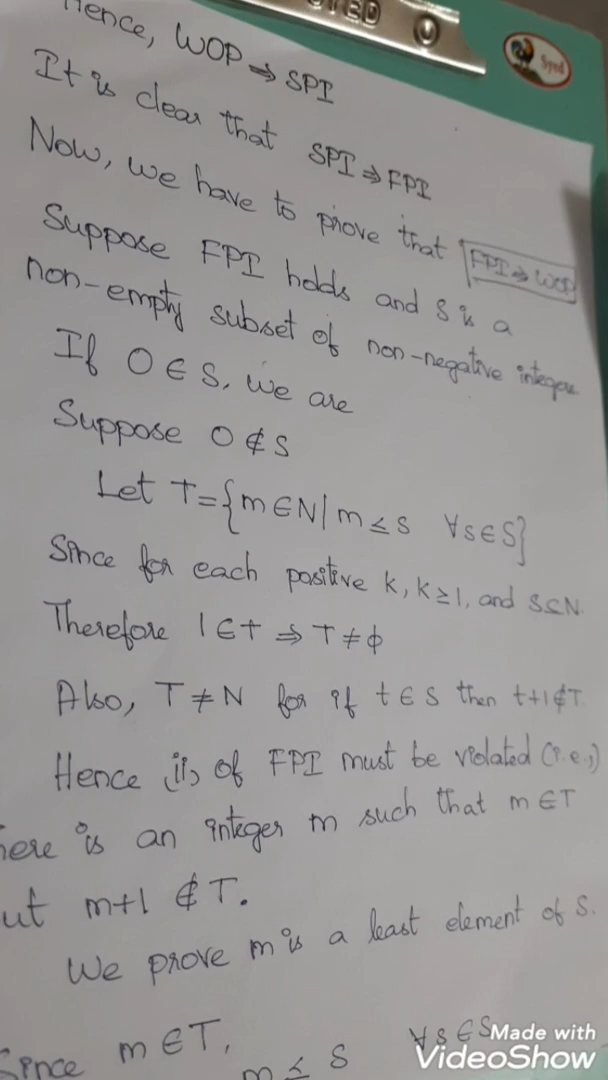 Hence, WOP ⇒ SPI
It is clear that SPI ⇒ FPI
Now, we have to prove that FPI ⇒ WOP
Suppose FPI holds and S is a
non-empty subset of non-negative integers
If 0 ∈ S, we are
Suppose 0 ∉ S
Let T = {m ∈ N | m ≤ s ∀ s ∈ S}
Since for each positive k, k ≥ 1, and S ⊆ N.
Therefore 1 ∈ T ⇒ T ≠ ϕ
Also, T ≠ N for if t ∈ S then t+1 ∉ T.
Hence (ii) of FPI must be violated (i.e.,)
here is an integer m such that m ∈ T
ut m+1 ∉ T.
We prove m is a least element of S.
Since m ∈ T, m ≤ s ∀ s ∈ S
Syed
Made with
VideoShow